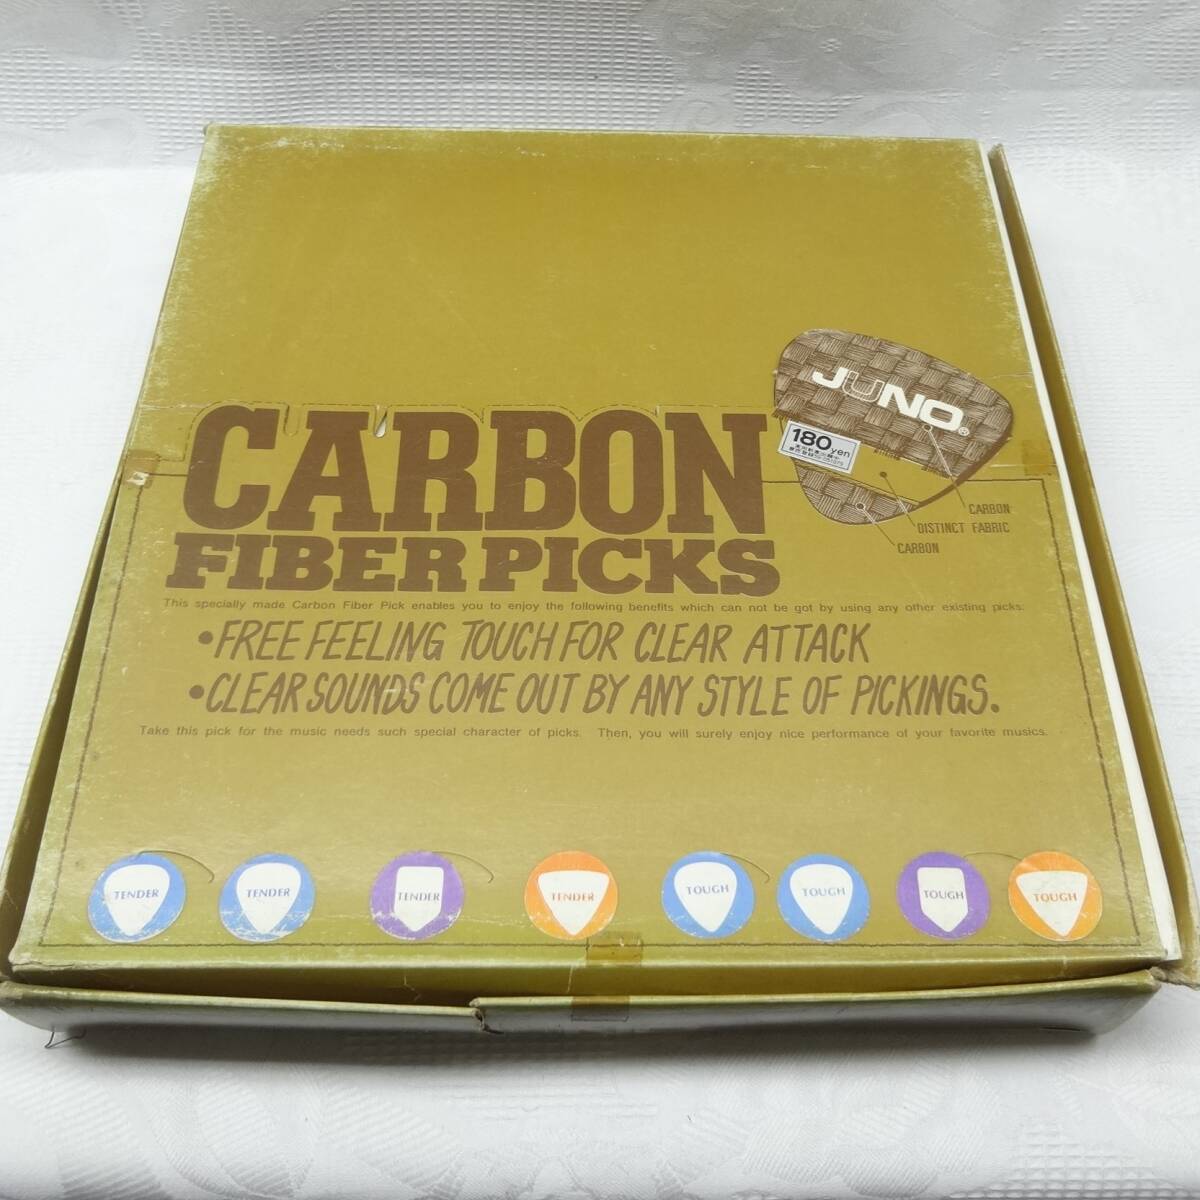 JUNO®
180yen
CARBON
DISTINCT FABRIC
CARBON
CARBON
FIBER PICKS
This specially made Carbon Fiber Pick enables you to enjoy the following benefits which can not be got by using any other existing picks.
•FREE FEELING TOUCH FOR CLEAR ATTACK
•CLEAR SOUNDS COME OUT BY ANY STYLE OF PICKINGS.
Take this pick for the music needs such special character of picks. Then, you will surely enjoy nice performance of your favorite musics.
TENDER TENDER TENDER TENDER TOUGH TOUGH TOUGH TOUGH